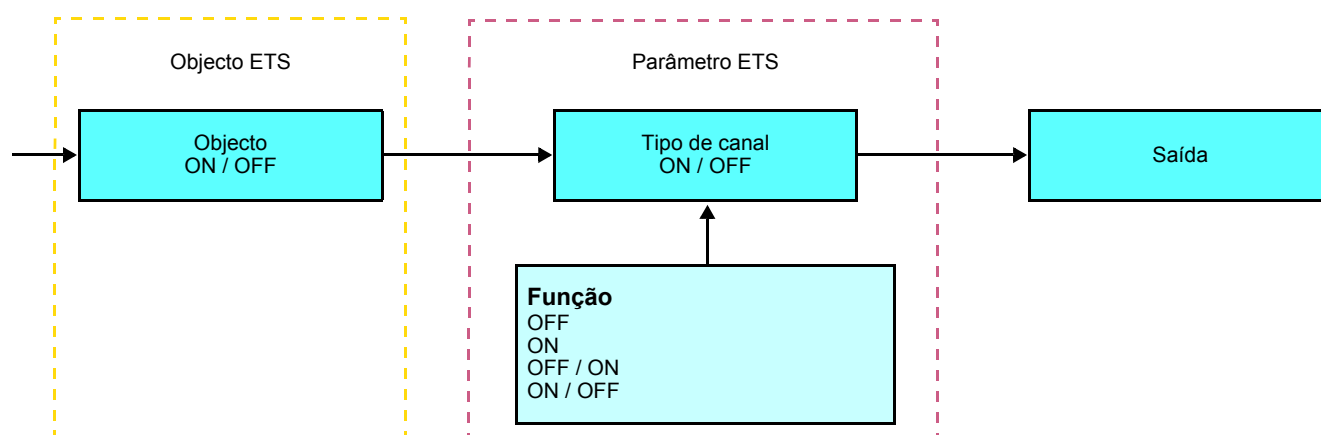 Objecto ETS
Parâmetro ETS
Objecto
ON / OFF
Tipo de canal
ON / OFF
Saída
Função
OFF
ON
OFF / ON
ON / OFF